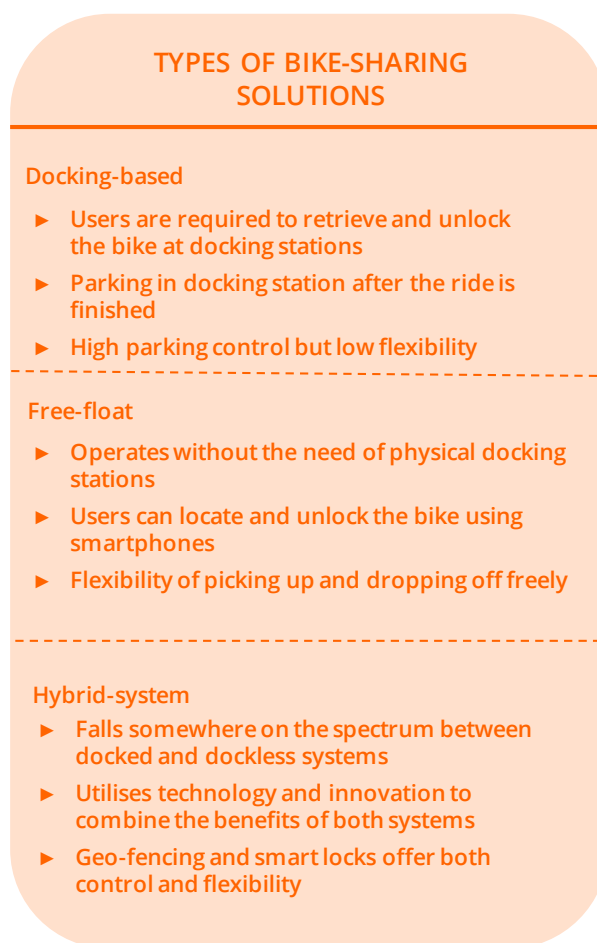 TYPES OF BIKE-SHARING
SOLUTIONS
Docking-based
► Users are required to retrieve and unlock
the bike at docking stations
► Parking in docking station after the ride is
finished
► High parking control but low flexibility
Free-float
► Operates without the need of physical docking
stations
► Users can locate and unlock the bike using
smartphones
► Flexibility of picking up and dropping off freely
Hybrid-system
► Falls somewhere on the spectrum between
docked and dockless systems
► Utilises technology and innovation to
combine the benefits of both systems
► Geo-fencing and smart locks offer both
control and flexibility